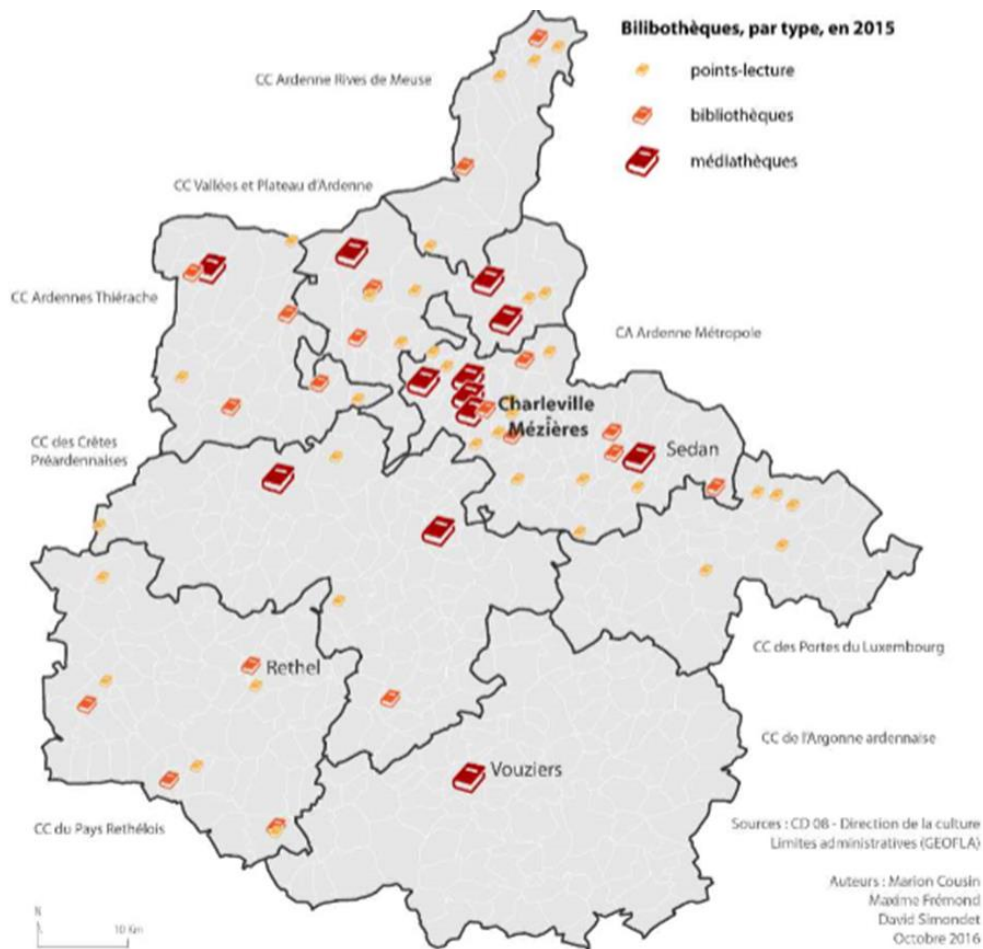 Bilibothèques, par type, en 2015
points-lecture
bibliothèques
médiathèques
CC Ardenne Rives de Meuse
CC Vallées et Plateau d'Ardenne
CC Ardennes Thiérache
CA Ardenne Métropole
Charleville
Mézières
Sedan
CC des Crêtes
Préardennaises
Rethel
CC des Portes du Luxembourg
CC de l'Argonne ardennaise
Vouziers
CC du Pays Rethélois
Sources : CD 08 - Direction de la culture
Limites administratives (GEOFLA)
Auteurs : Marion Cousin
Maxime Frémond
David Simondet
Octobre 2016
N
10 Km